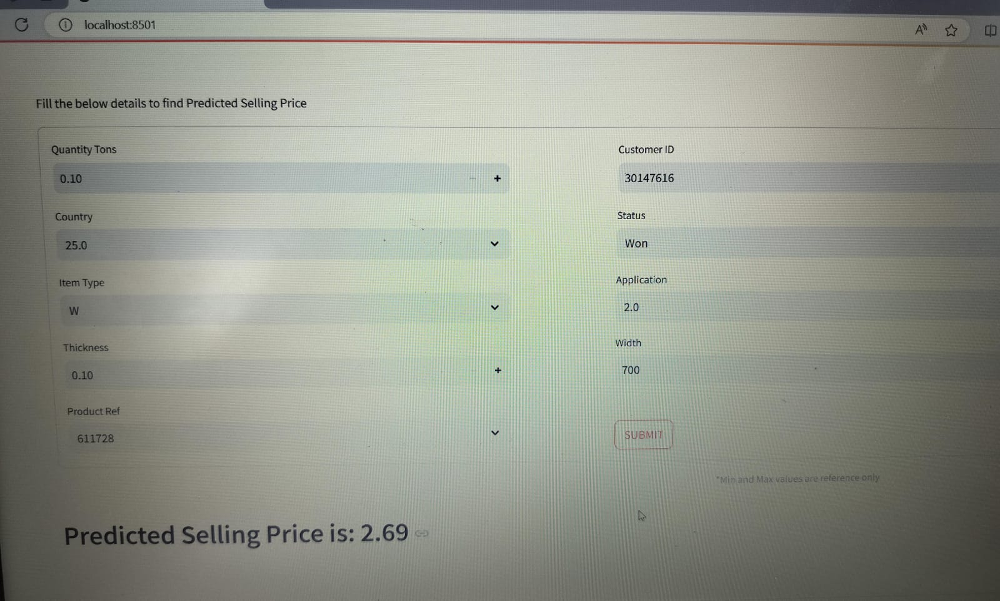 localhost:8501
Fill the below details to find Predicted Selling Price
Quantity Tons
0.10
Customer ID
30147616
Country
25.0
Status
Won
Item Type
W
Application
2.0
Thickness
0.10
Width
700
Product Ref
611728
SUBMIT
*Min and Max values are reference only
Predicted Selling Price is: 2.69